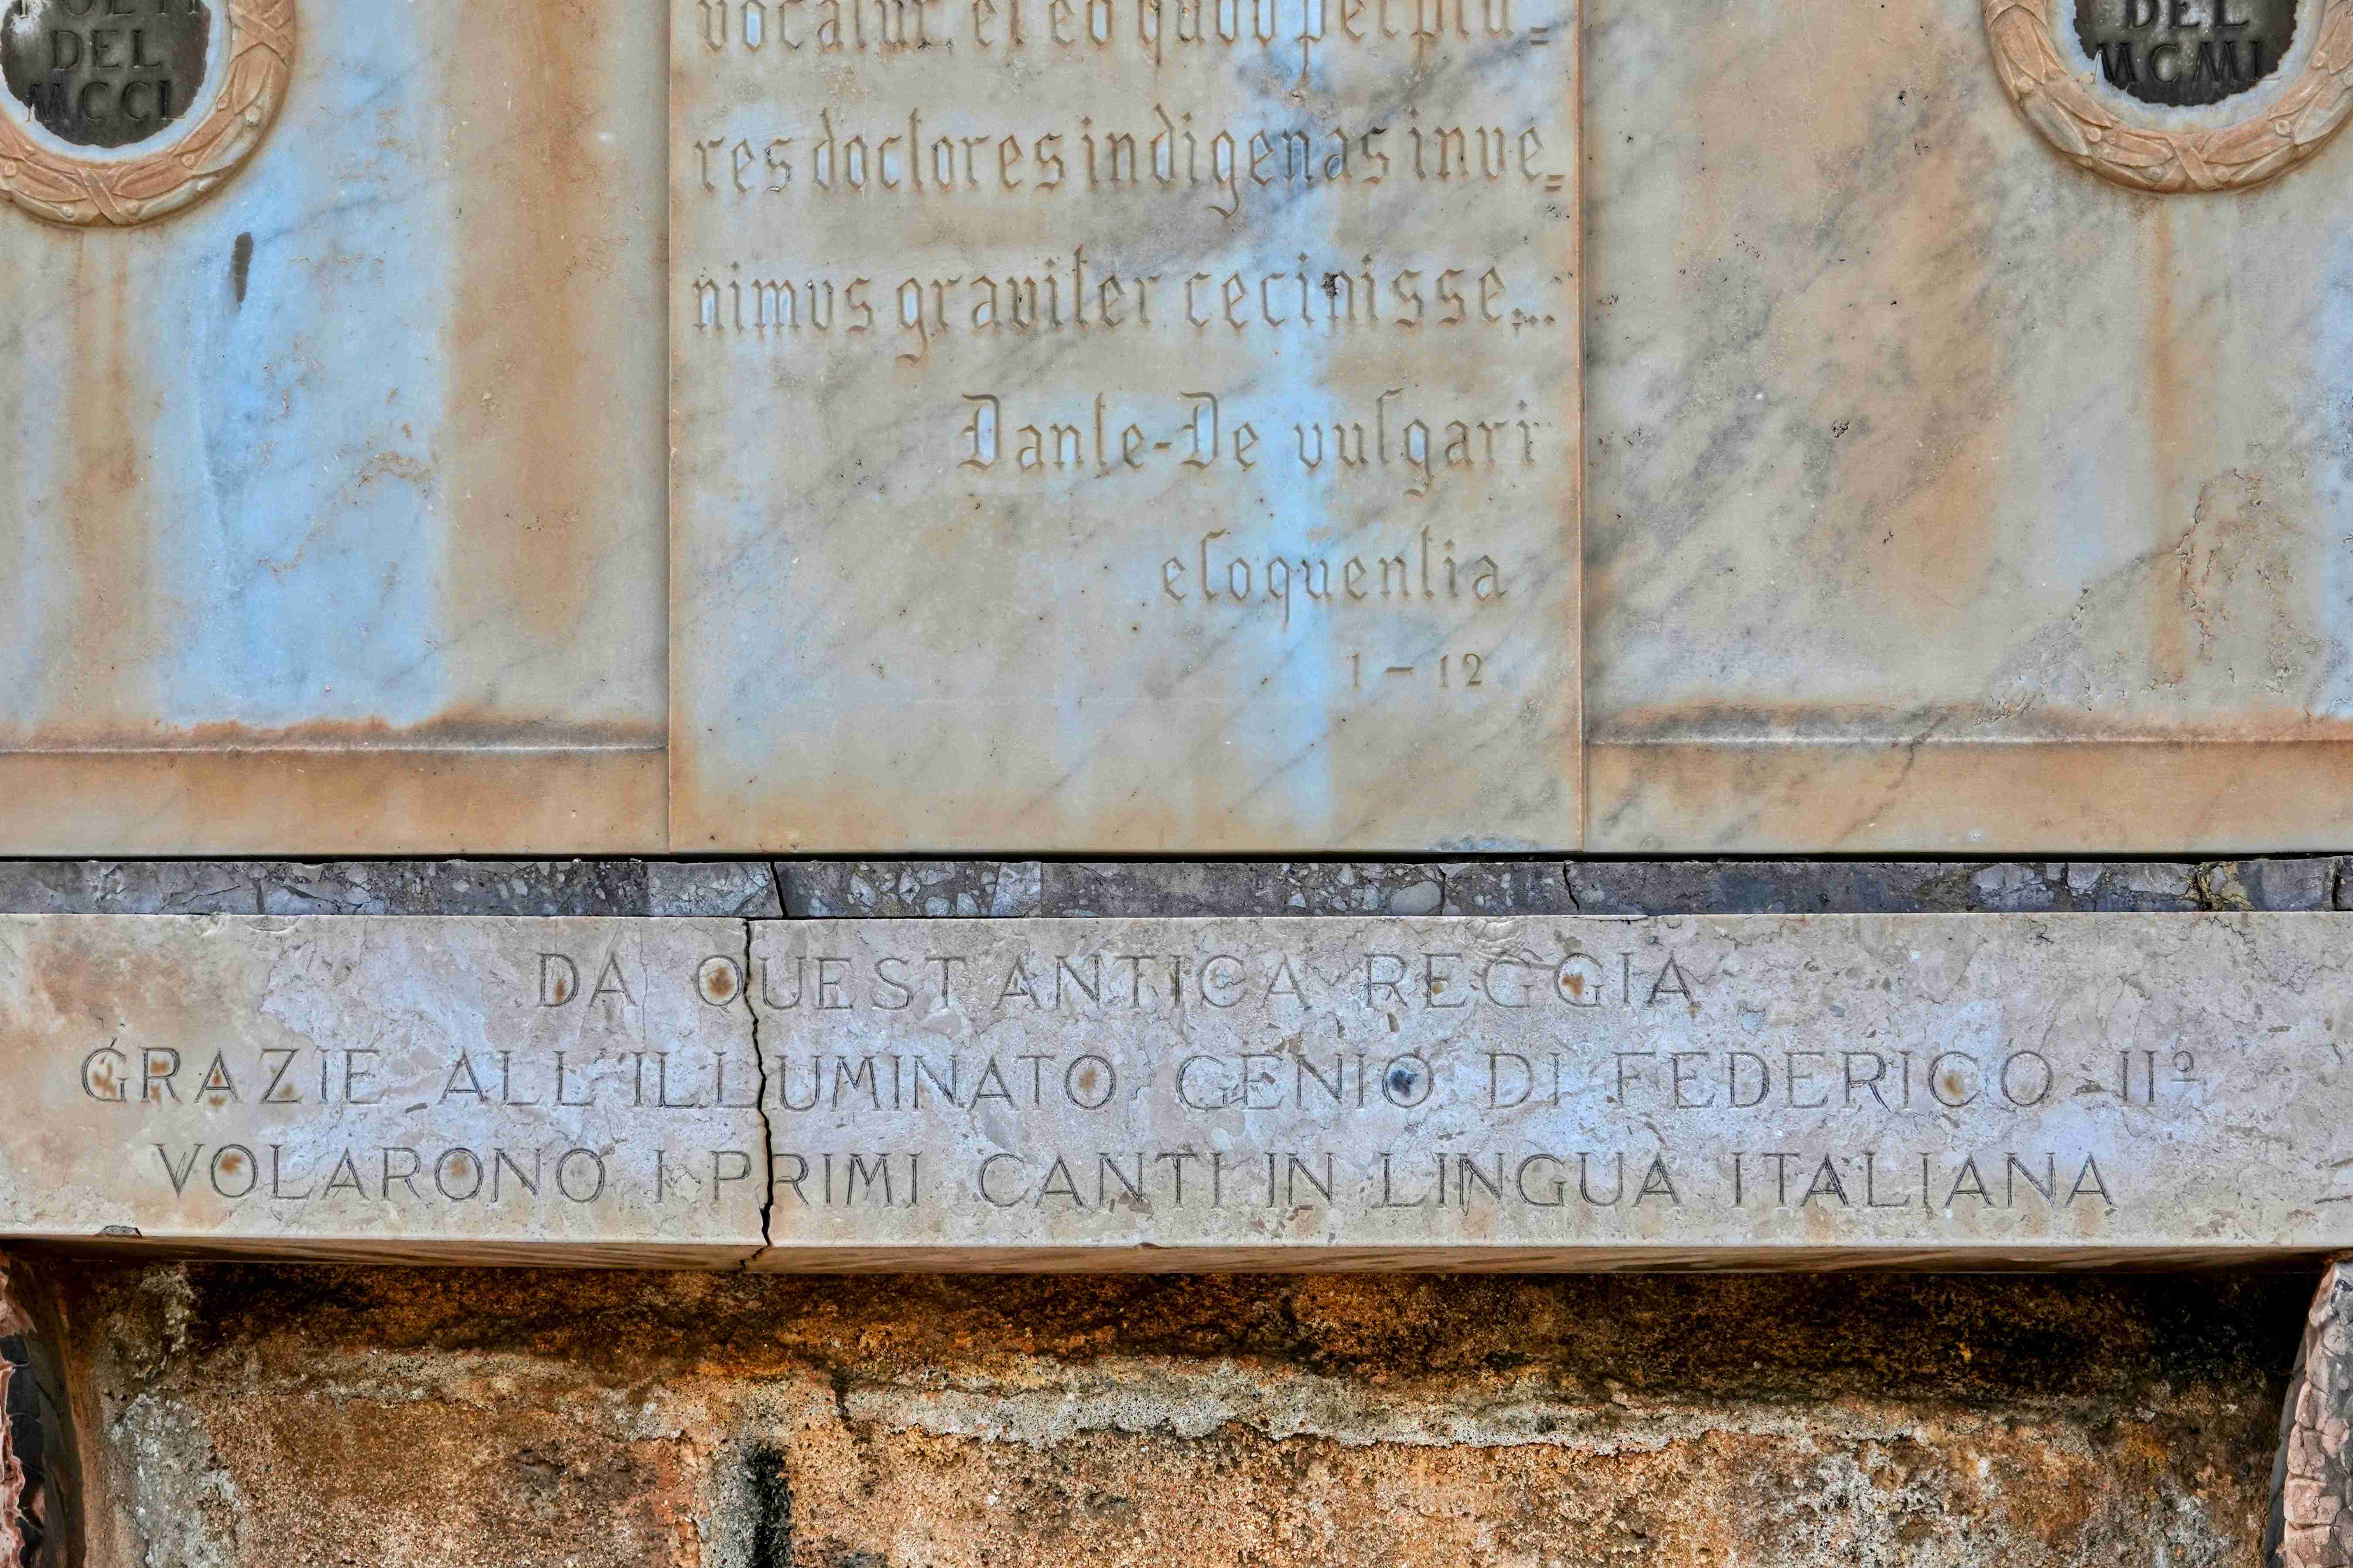 DEL
MCCL
vocatur. et eo quod perplu=
res doctores indigenas inve=
nimus graviter cecinisse...
Dante-De vulgari
eloquentia
1 - 12
DEL
MCML
DA QUEST ANTICA REGGIA
GRAZIE ALL'ILLUMINATO GENIO DI FEDERICO IIº
VOLARONO I PRIMI CANTI IN LINGUA ITALIANA